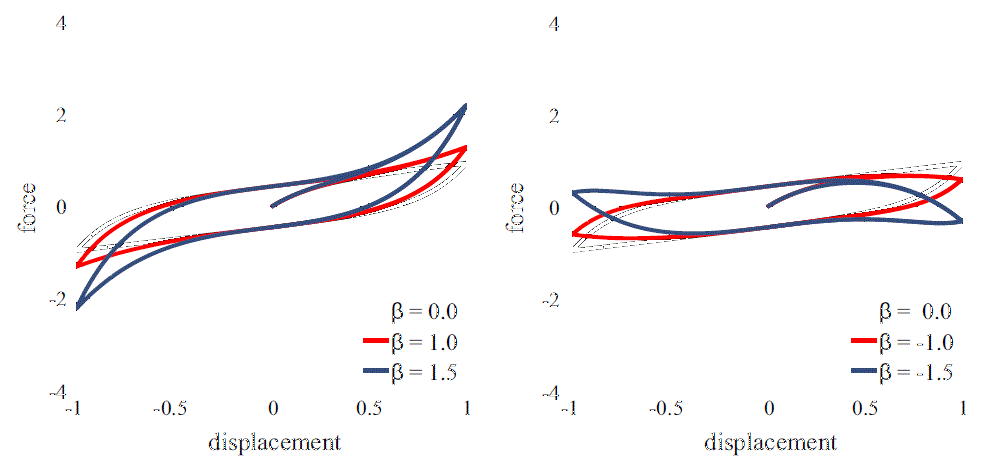 4
2
0
-2
-4
force
-1
-0.5
0
0.5
1
displacement
β = 0.0
β = 1.0
β = 1.5
4
2
0
-2
-4
force
-1
-0.5
0
0.5
1
displacement
β = 0.0
β = -1.0
β = -1.5